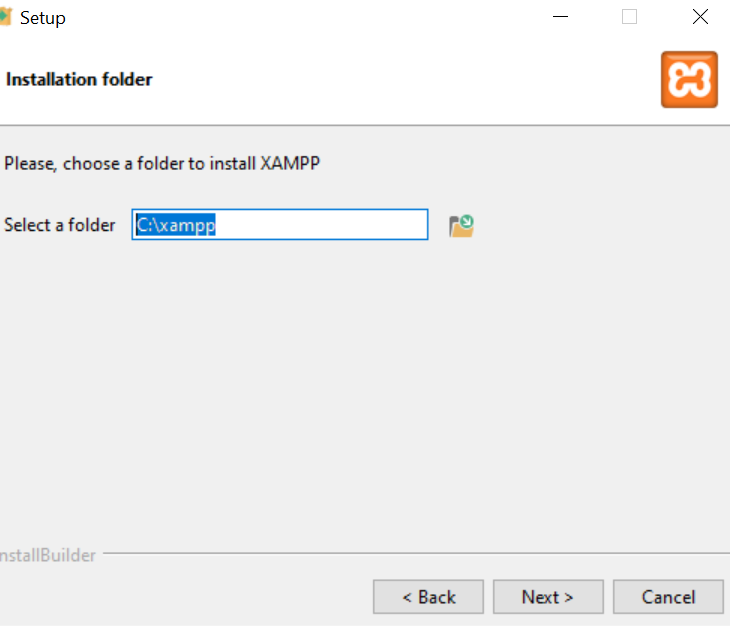 Setup
Installation folder
Please, choose a folder to install XAMPP
Select a folder C:\xampp
nstallBuilder
< Back Next > Cancel